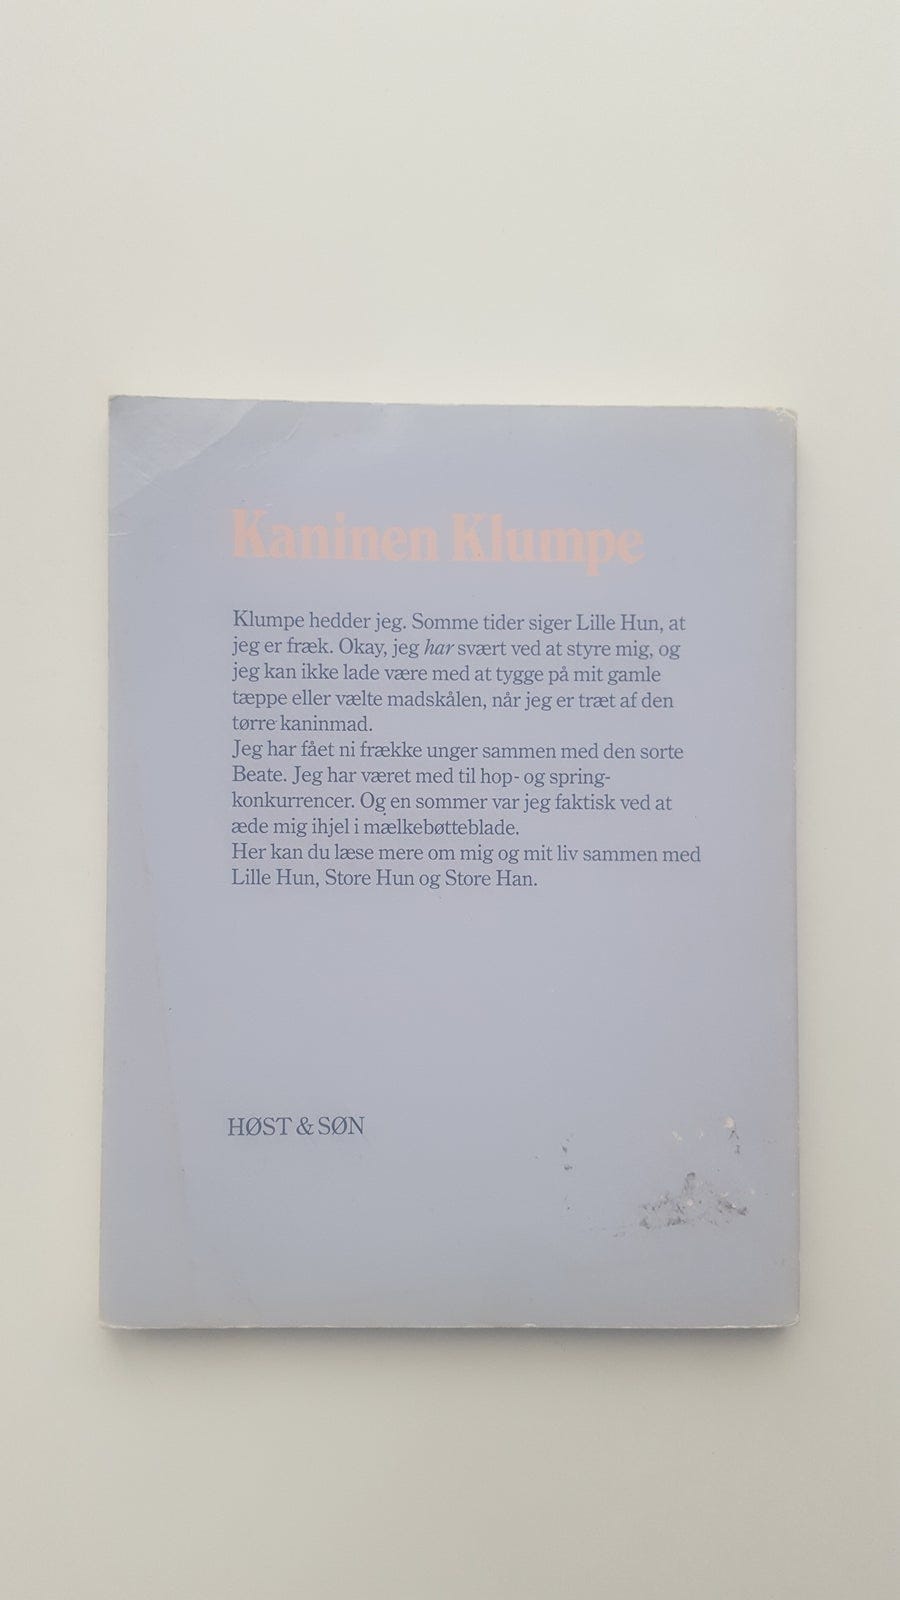 Kaninen Klumpe
Klumpe hedder jeg. Somme tider siger Lille Hun, at
jeg er fræk. Okay, jeg har svært ved at styre mig, og
jeg kan ikke lade være med at tygge på mit gamle
tæppe eller vælte madskålen, når jeg er træt af den
tørre kaninmad.
Jeg har fået ni frække unger sammen med den sorte
Beate. Jeg har været med til hop- og spring-
konkurrencer. Og en sommer var jeg faktisk ved at
æde mig ihjel i mælkebøtteblade.
Her kan du læse mere om mig og mit liv sammen med
Lille Hun, Store Hun og Store Han.
HØST & SØN